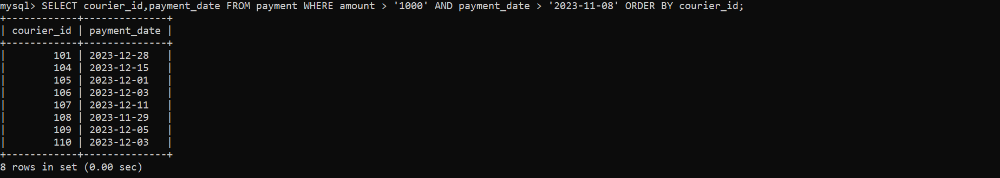 mysql> SELECT courier_id,payment_date FROM payment WHERE amount > '1000' AND payment_date > '2023-11-08' ORDER BY courier_id;
+------------+--------------+
| courier_id | payment_date |
+------------+--------------+
|        101 | 2023-12-28   |
|        104 | 2023-12-15   |
|        105 | 2023-12-01   |
|        106 | 2023-12-03   |
|        107 | 2023-12-11   |
|        108 | 2023-11-29   |
|        109 | 2023-12-05   |
|        110 | 2023-12-03   |
+------------+--------------+
8 rows in set (0.00 sec)